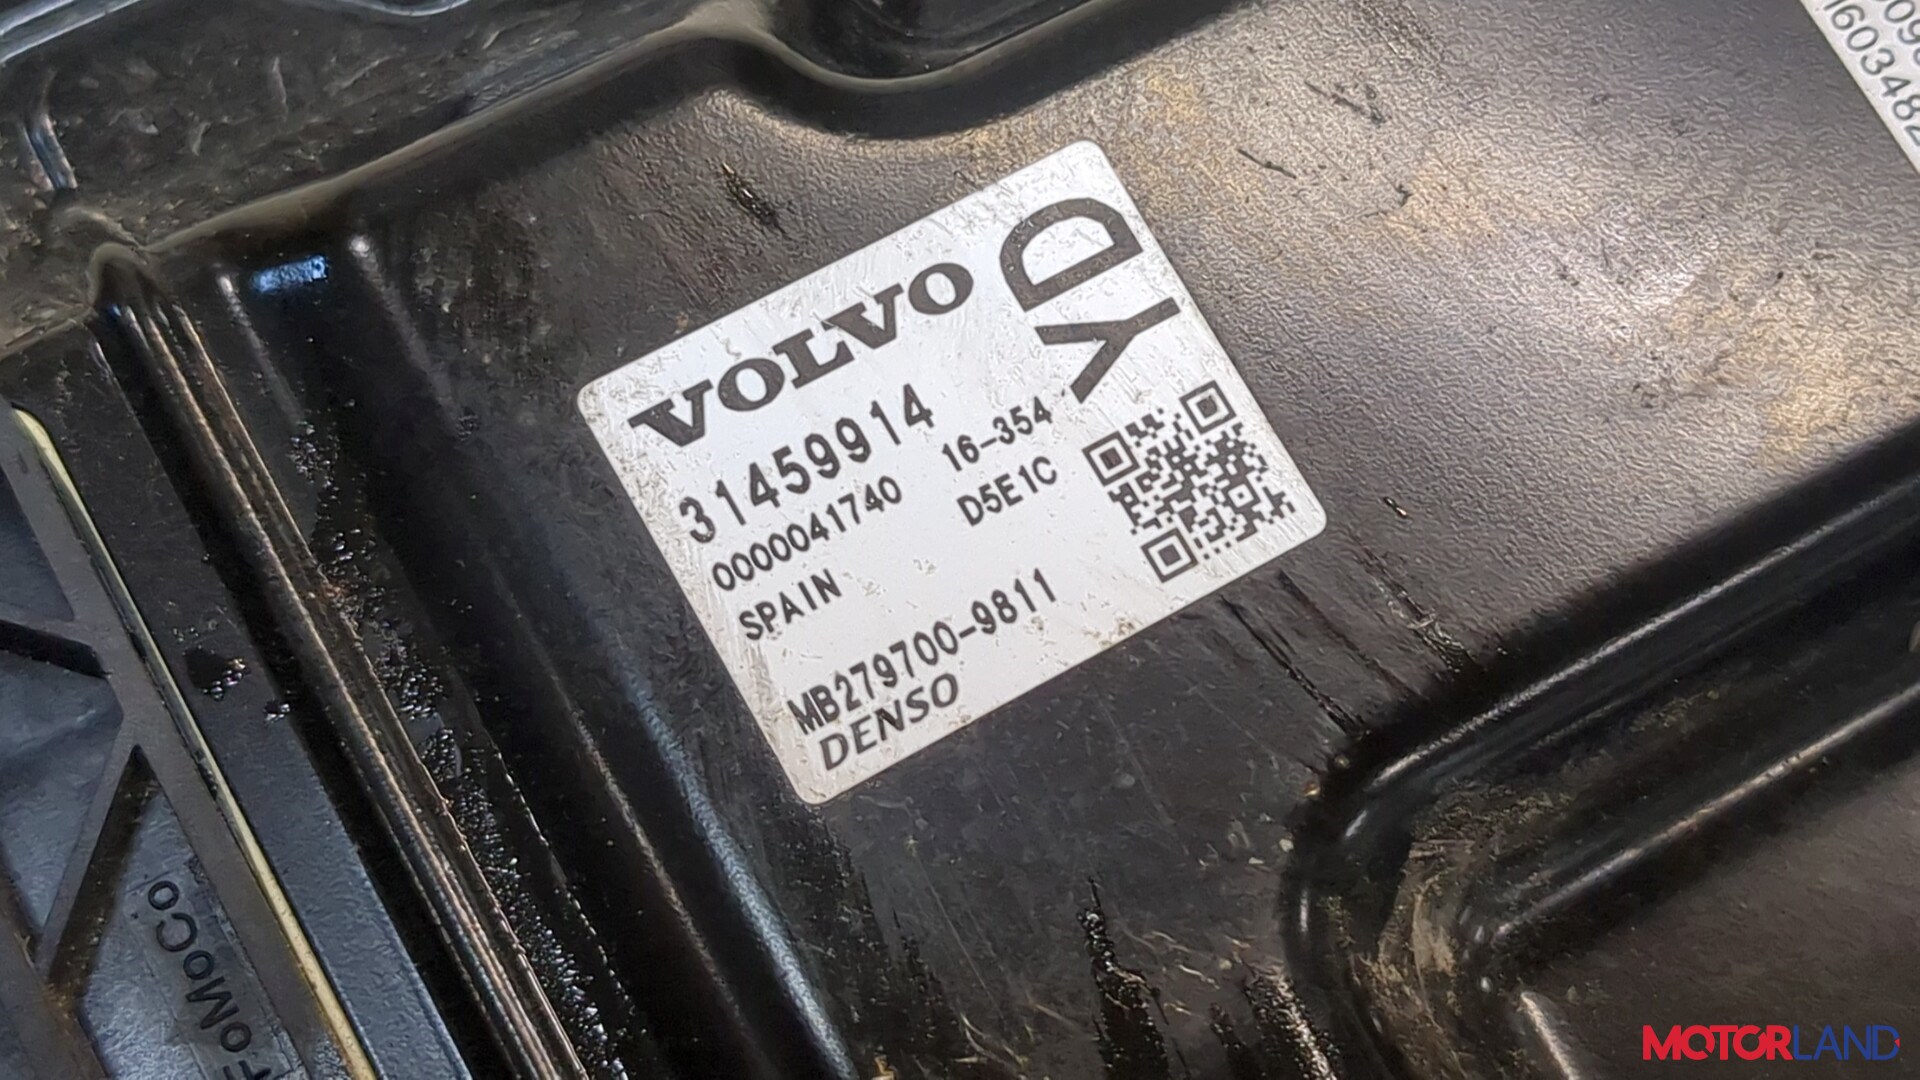 VOLVO
YD
31459914
0000041740
16-354
D5E1C
SPAIN
MB279700-9811
DENSO
FoMoCo
MOTORLAND